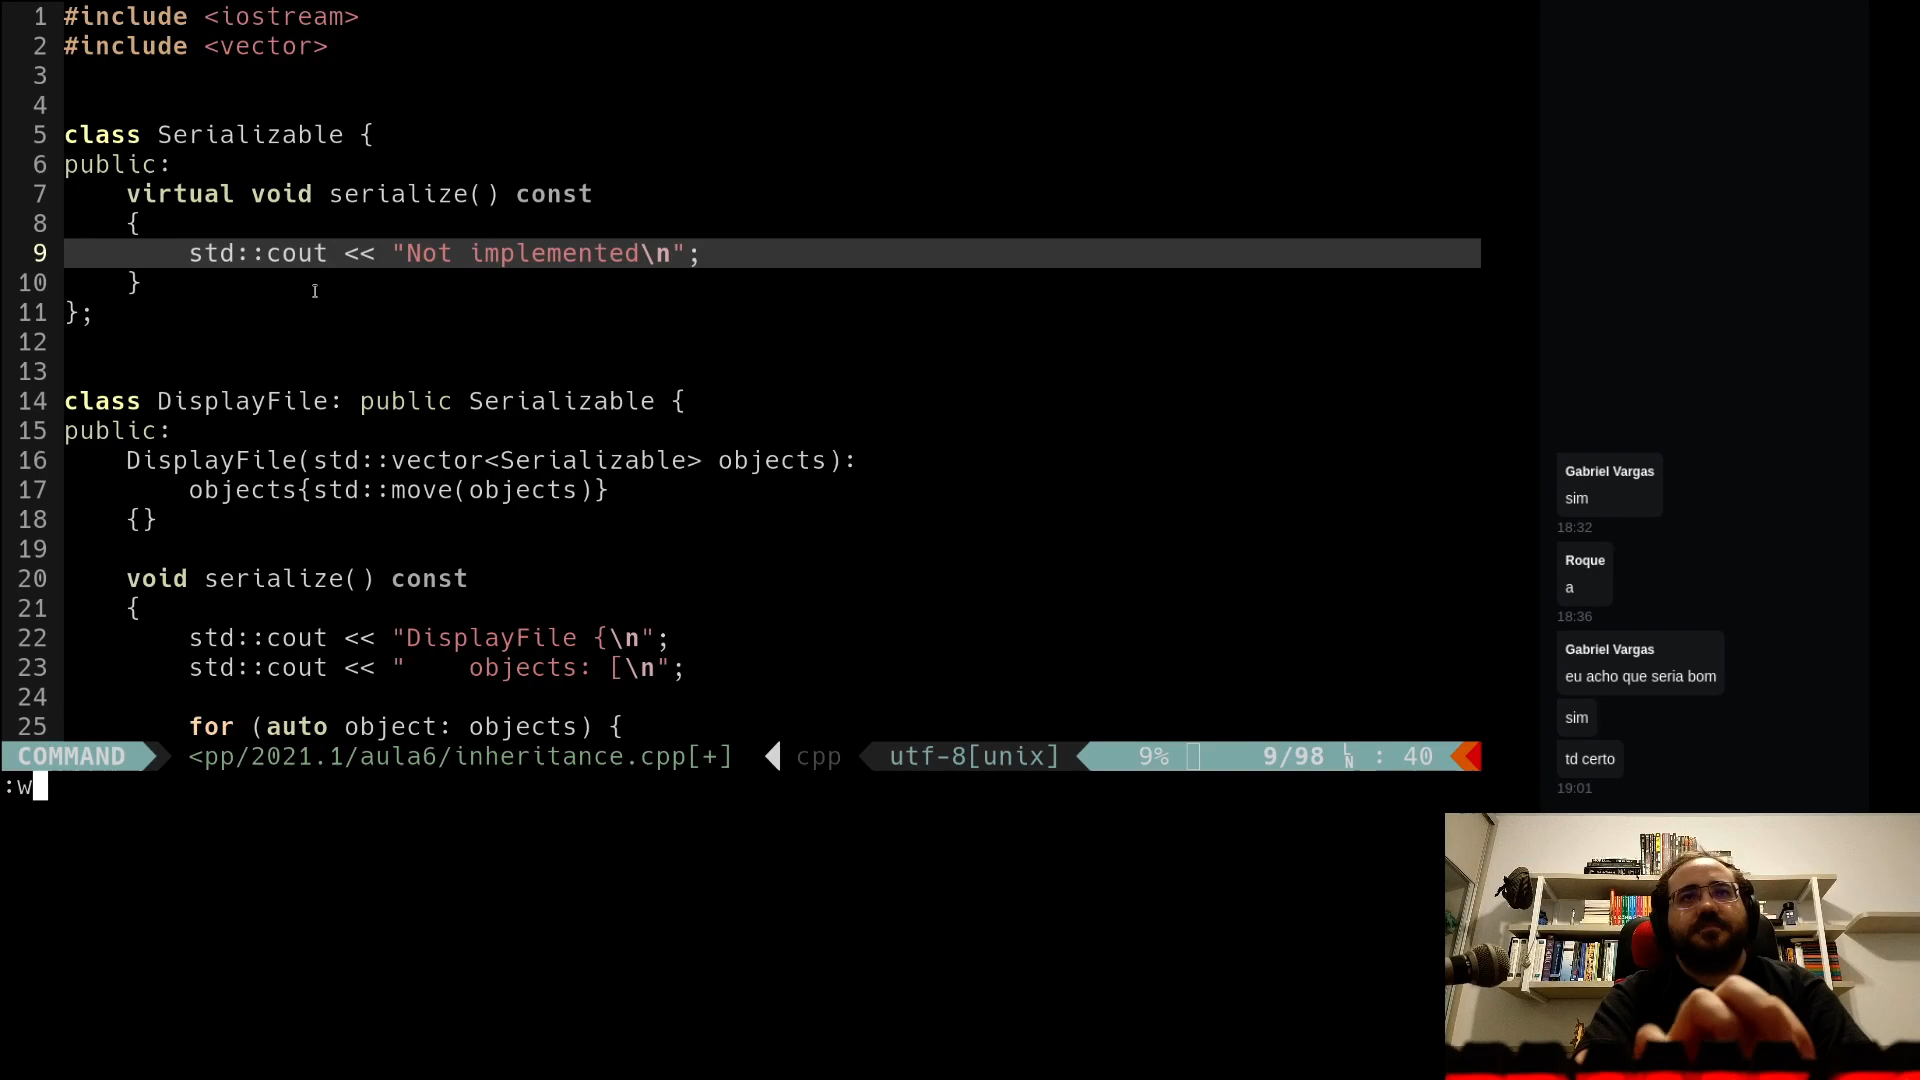 1 #include <iostream>
2 #include <vector>
3
4
5 class Serializable {
6 public:
7     virtual void serialize() const
8     {
9         std::cout << "Not implemented\n";
10     }
11 };
12
13
14 class DisplayFile: public Serializable {
15 public:
16     DisplayFile(std::vector<Serializable> objects):
17         objects{std::move(objects)}
18     {}
19
20     void serialize() const
21     {
22         std::cout << "DisplayFile {\n";
23         std::cout << "    objects: [\n";
24
25         for (auto object: objects) {
COMMAND <pp/2021.1/aula6/inheritance.cpp[+] cpp utf-8[unix] 9% 9/98 LN : 40
:w
Gabriel Vargas
sim
18:32
Roque
a
18:36
Gabriel Vargas
eu acho que seria bom
sim
td certo
19:01